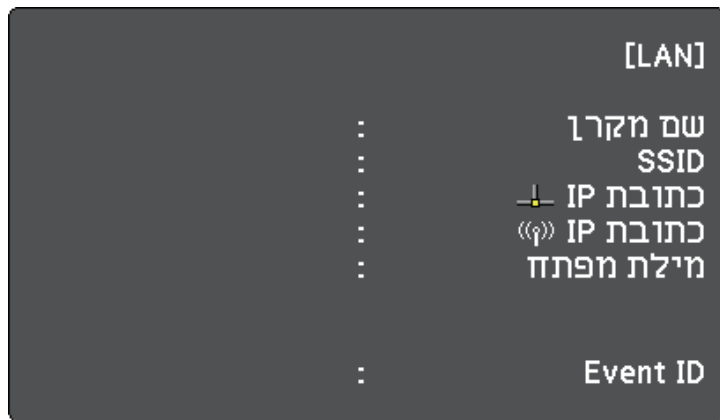 [LAN]
שם מקרן :
SSID :
כתובת IP :
כתובת IP :
מילת מפתח :
Event ID :